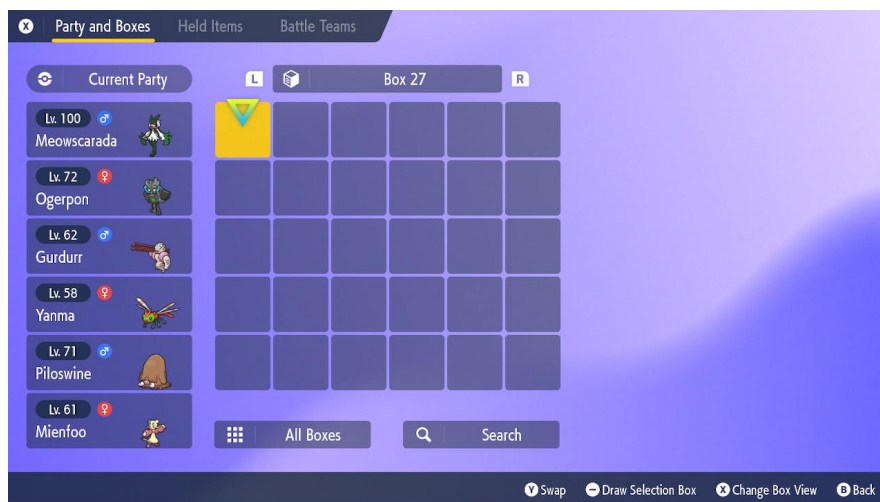 X Party and Boxes Held Items Battle Teams
Current Party
L Box 27 R
Lv. 100 ♂
Meowscarada
Lv. 72 ♀
Ogerpon
Lv. 62 ♂
Gurdurr
Lv. 58 ♀
Yanma
Lv. 71 ♂
Piloswine
Lv. 61 ♀
Mienfoo
All Boxes
Search
Y Swap − Draw Selection Box X Change Box View B Back